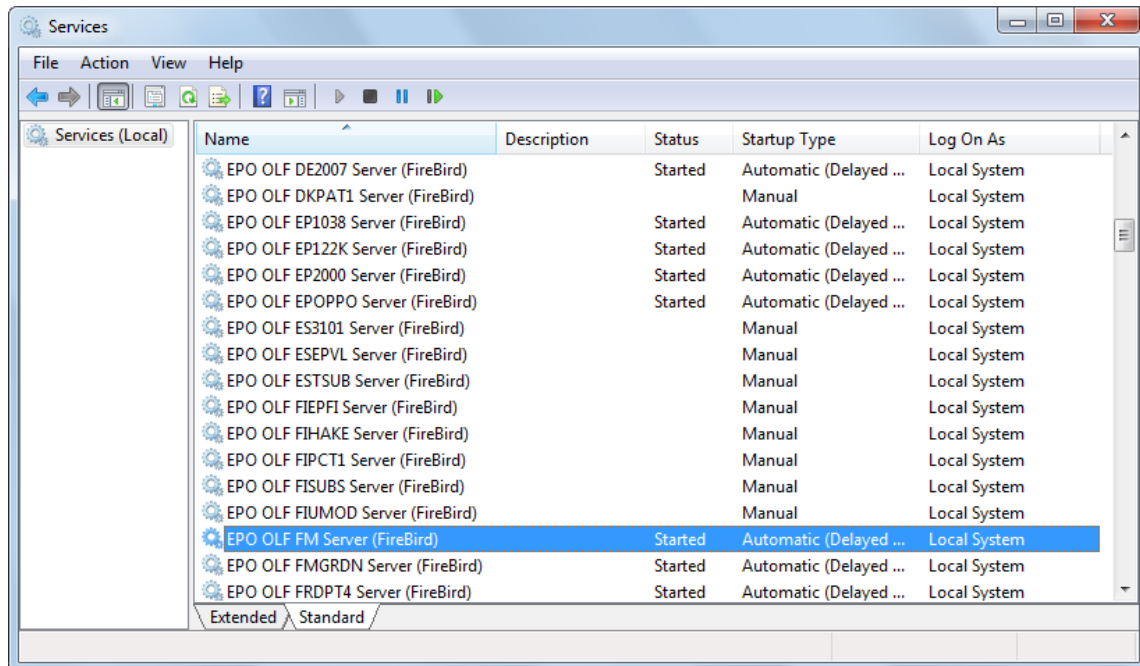 Services
File Action View Help
Services (Local)
Name Description Status Startup Type Log On As
EPO OLF DE2007 Server (FireBird) Started Automatic (Delayed ... Local System
EPO OLF DKPAT1 Server (FireBird) Manual Local System
EPO OLF EP1038 Server (FireBird) Started Automatic (Delayed ... Local System
EPO OLF EP122K Server (FireBird) Started Automatic (Delayed ... Local System
EPO OLF EP2000 Server (FireBird) Started Automatic (Delayed ... Local System
EPO OLF EPOPPO Server (FireBird) Started Automatic (Delayed ... Local System
EPO OLF ES3101 Server (FireBird) Manual Local System
EPO OLF ESEPVL Server (FireBird) Manual Local System
EPO OLF ESTSUB Server (FireBird) Manual Local System
EPO OLF FIEPFI Server (FireBird) Manual Local System
EPO OLF FIHAKE Server (FireBird) Manual Local System
EPO OLF FIPCT1 Server (FireBird) Manual Local System
EPO OLF FISUBS Server (FireBird) Manual Local System
EPO OLF FIUMOD Server (FireBird) Manual Local System
EPO OLF FM Server (FireBird) Started Automatic (Delayed ... Local System
EPO OLF FMGRDN Server (FireBird) Started Automatic (Delayed ... Local System
EPO OLF FRDPT4 Server (FireBird) Started Automatic (Delayed ... Local System
Extended Standard